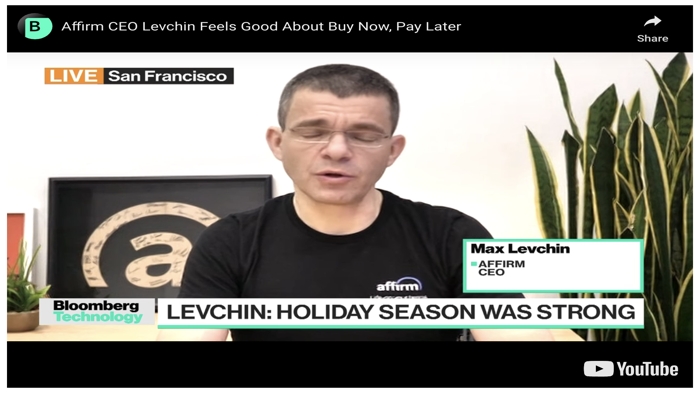 B Affirm CEO Levchin Feels Good About Buy Now, Pay Later
Share
LIVE San Francisco
a
Max Levchin
AFFIRM
CEO
affirm
Bloomberg
Technology
LEVCHIN: HOLIDAY SEASON WAS STRONG
YouTube